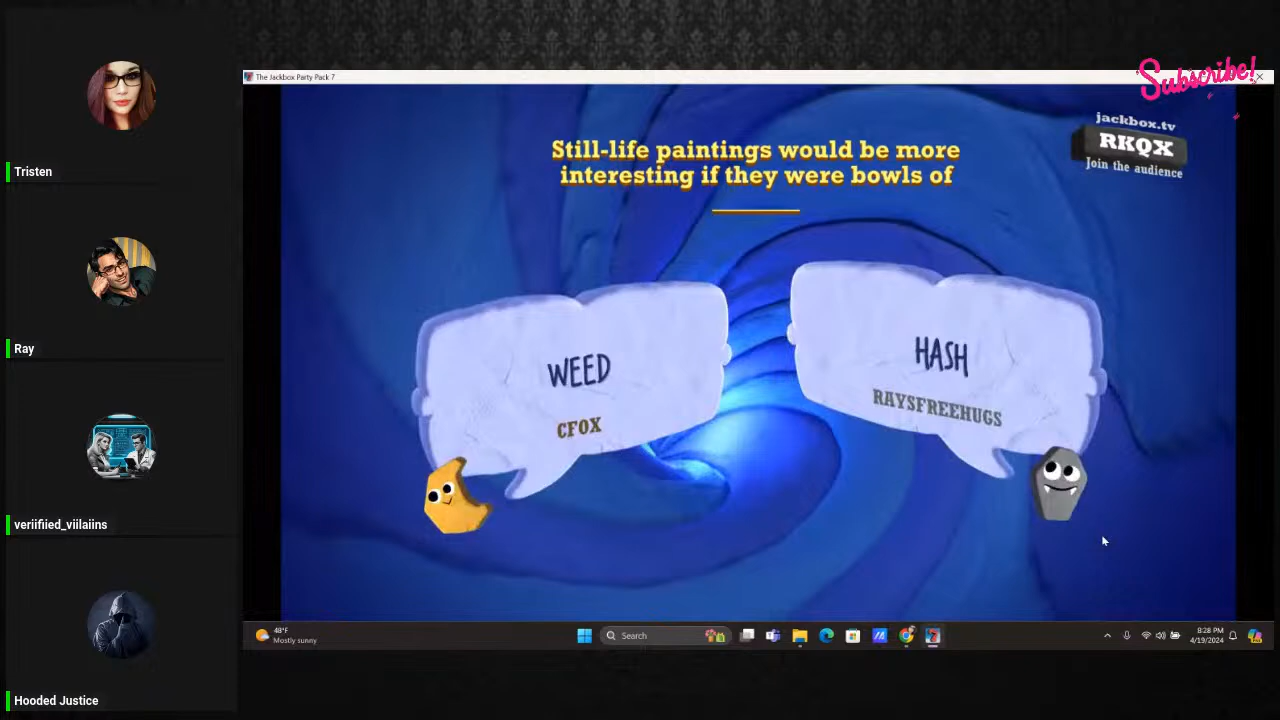 Tristen
Ray
veriifiied_viilaiins
Hooded Justice
The Jackbox Party Pack 7
Subscribe!
jackbox.tv
RKQX
Join the audience
Still-life paintings would be more
interesting if they were bowls of
WEED
CFOX
HASH
RAYSFREEHUGS
48°F
Mostly sunny
Search
8:28 PM
4/19/2024